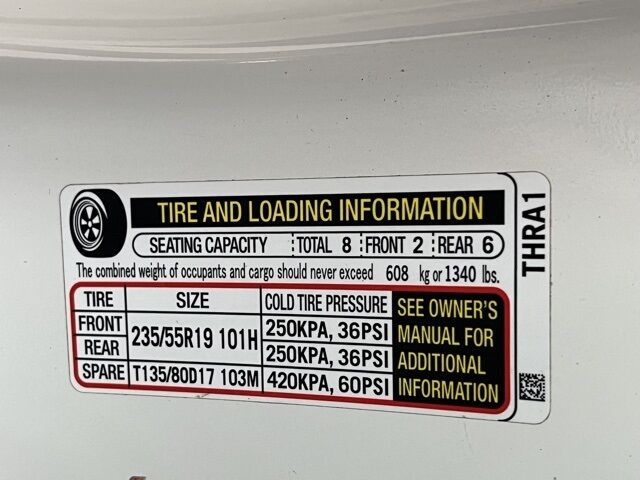 TIRE AND LOADING INFORMATION
SEATING CAPACITY TOTAL 8 FRONT 2 REAR 6
The combined weight of occupants and cargo should never exceed 608 kg or 1340 lbs.
TIRE SIZE COLD TIRE PRESSURE
FRONT 235/55R19 101H 250KPA, 36PSI
REAR 250KPA, 36PSI
SPARE T135/80D17 103M 420KPA, 60PSI
SEE OWNER'S
MANUAL FOR
ADDITIONAL
INFORMATION
THRA1